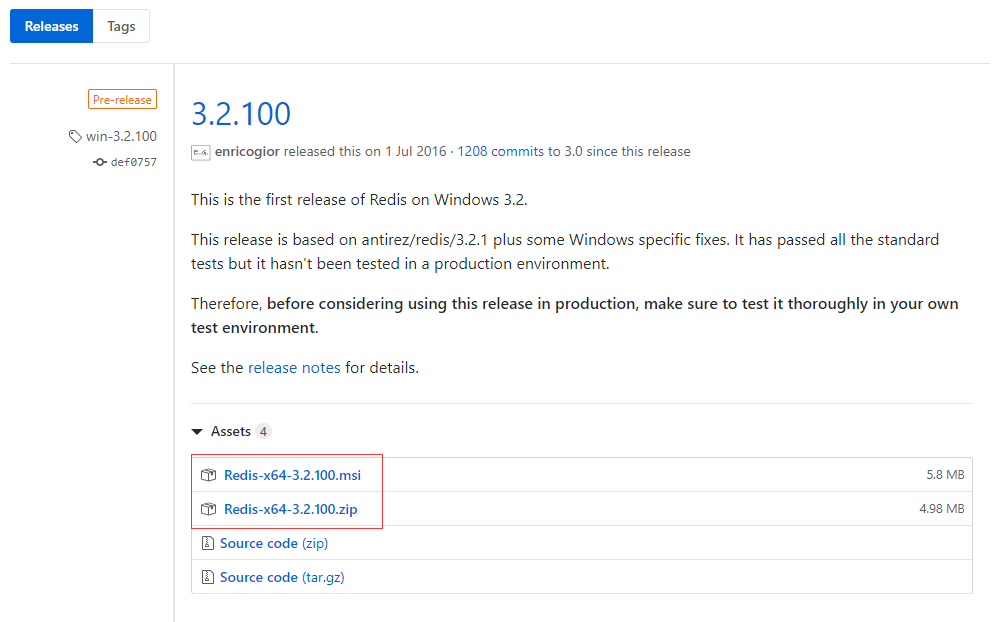 Releases Tags
Pre-release
win-3.2.100
def0757
3.2.100
enricogior released this on 1 Jul 2016 · 1208 commits to 3.0 since this release
This is the first release of Redis on Windows 3.2.
This release is based on antirez/redis/3.2.1 plus some Windows specific fixes. It has passed all the standard
tests but it hasn't been tested in a production environment.
Therefore, before considering using this release in production, make sure to test it thoroughly in your own
test environment.
See the release notes for details.
Assets 4
Redis-x64-3.2.100.msi 5.8 MB
Redis-x64-3.2.100.zip 4.98 MB
Source code (zip)
Source code (tar.gz)